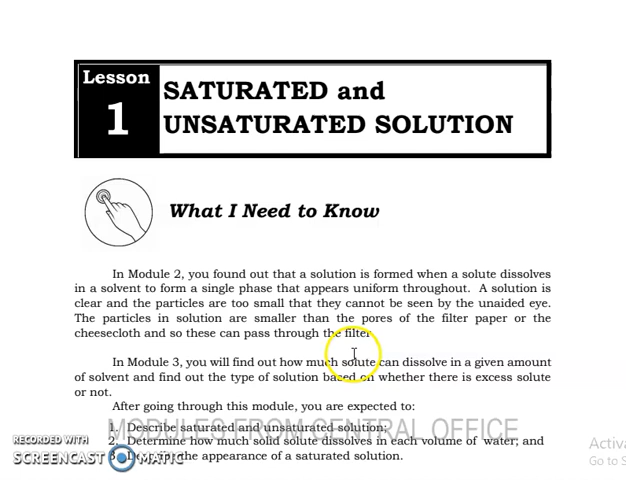 Lesson
1
SATURATED and
UNSATURATED SOLUTION
What I Need to Know
In Module 2, you found out that a solution is formed when a solute dissolves
in a solvent to form a single phase that appears uniform throughout. A solution is
clear and the particles are too small that they cannot be seen by the unaided eye.
The particles in solution are smaller than the pores of the filter paper or the
cheesecloth and so these can pass through the filter.
In Module 3, you will find out how much solute can dissolve in a given amount
of solvent and find out the type of solution based on whether there is excess solute
or not.
After going through this module, you are expected to:
MODULES FROM CENTRAL OFFICE
1. Describe saturated and unsaturated solution;
2. Determine how much solid solute dissolves in each volume of water; and
the appearance of a saturated solution.
RECORDED WITH
SCREENCAST MATIC
Activa
Go to S